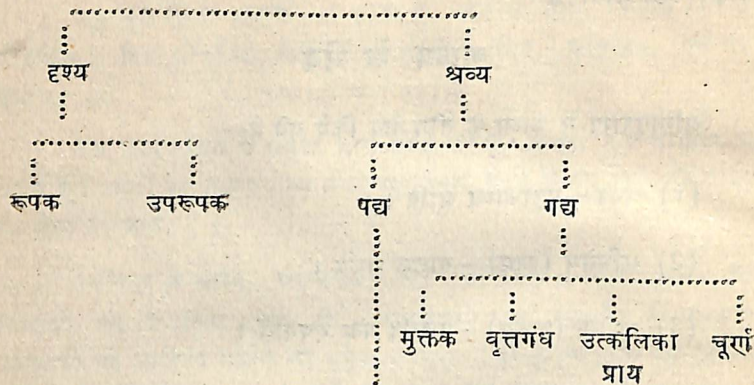 दृश्य श्रव्य
रूपक उपरूपक पद्य गद्य
मुक्तक वृत्तगंध उत्कलिका चूर्ण
प्राय